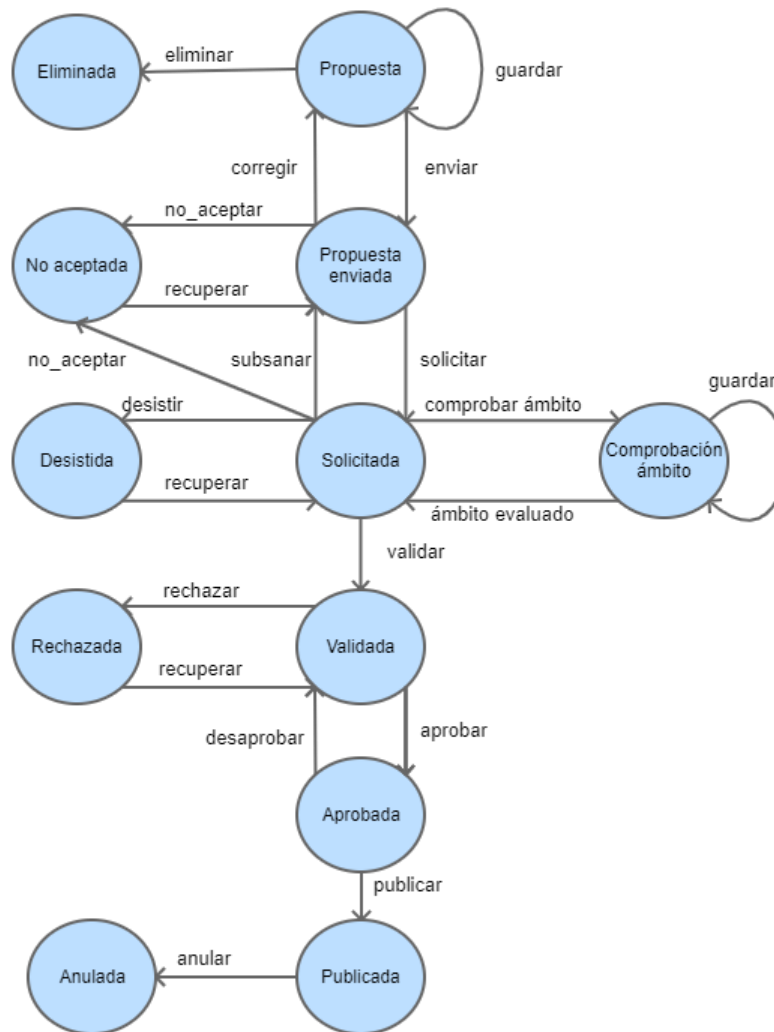 eliminar
Eliminada
Propuesta
guardar
corregir
enviar
no_aceptar
No aceptada
Propuesta
enviada
recuperar
no_aceptar
subsanar
solicitar
guardar
desistir
comprobar ámbito
Desistida
Solicitada
Comprobación
ámbito
recuperar
ámbito evaluado
validar
rechazar
Rechazada
Validada
recuperar
desaprobar
aprobar
Aprobada
publicar
anular
Anulada
Publicada